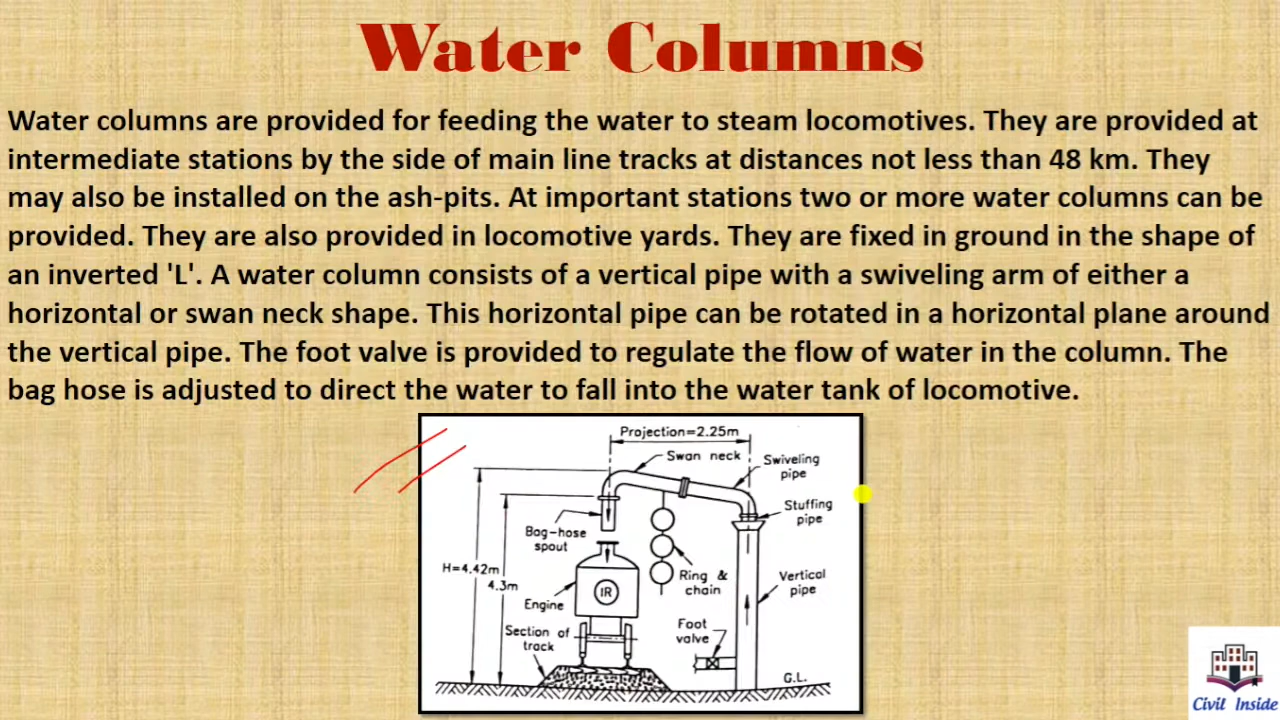 Water Columns
Water columns are provided for feeding the water to steam locomotives. They are provided at
intermediate stations by the side of main line tracks at distances not less than 48 km. They
may also be installed on the ash-pits. At important stations two or more water columns can be
provided. They are also provided in locomotive yards. They are fixed in ground in the shape of
an inverted 'L'. A water column consists of a vertical pipe with a swiveling arm of either a
horizontal or swan neck shape. This horizontal pipe can be rotated in a horizontal plane around
the vertical pipe. The foot valve is provided to regulate the flow of water in the column. The
bag hose is adjusted to direct the water to fall into the water tank of locomotive.
Projection=2.25m
Swan neck
Swiveling
pipe
Stuffing
pipe
Bag-hose
spout
H=4.42m
4.3m
Ring &
chain
Vertical
pipe
IR
Engine
Foot
valve
Section of
track
G.L.
Civil Inside